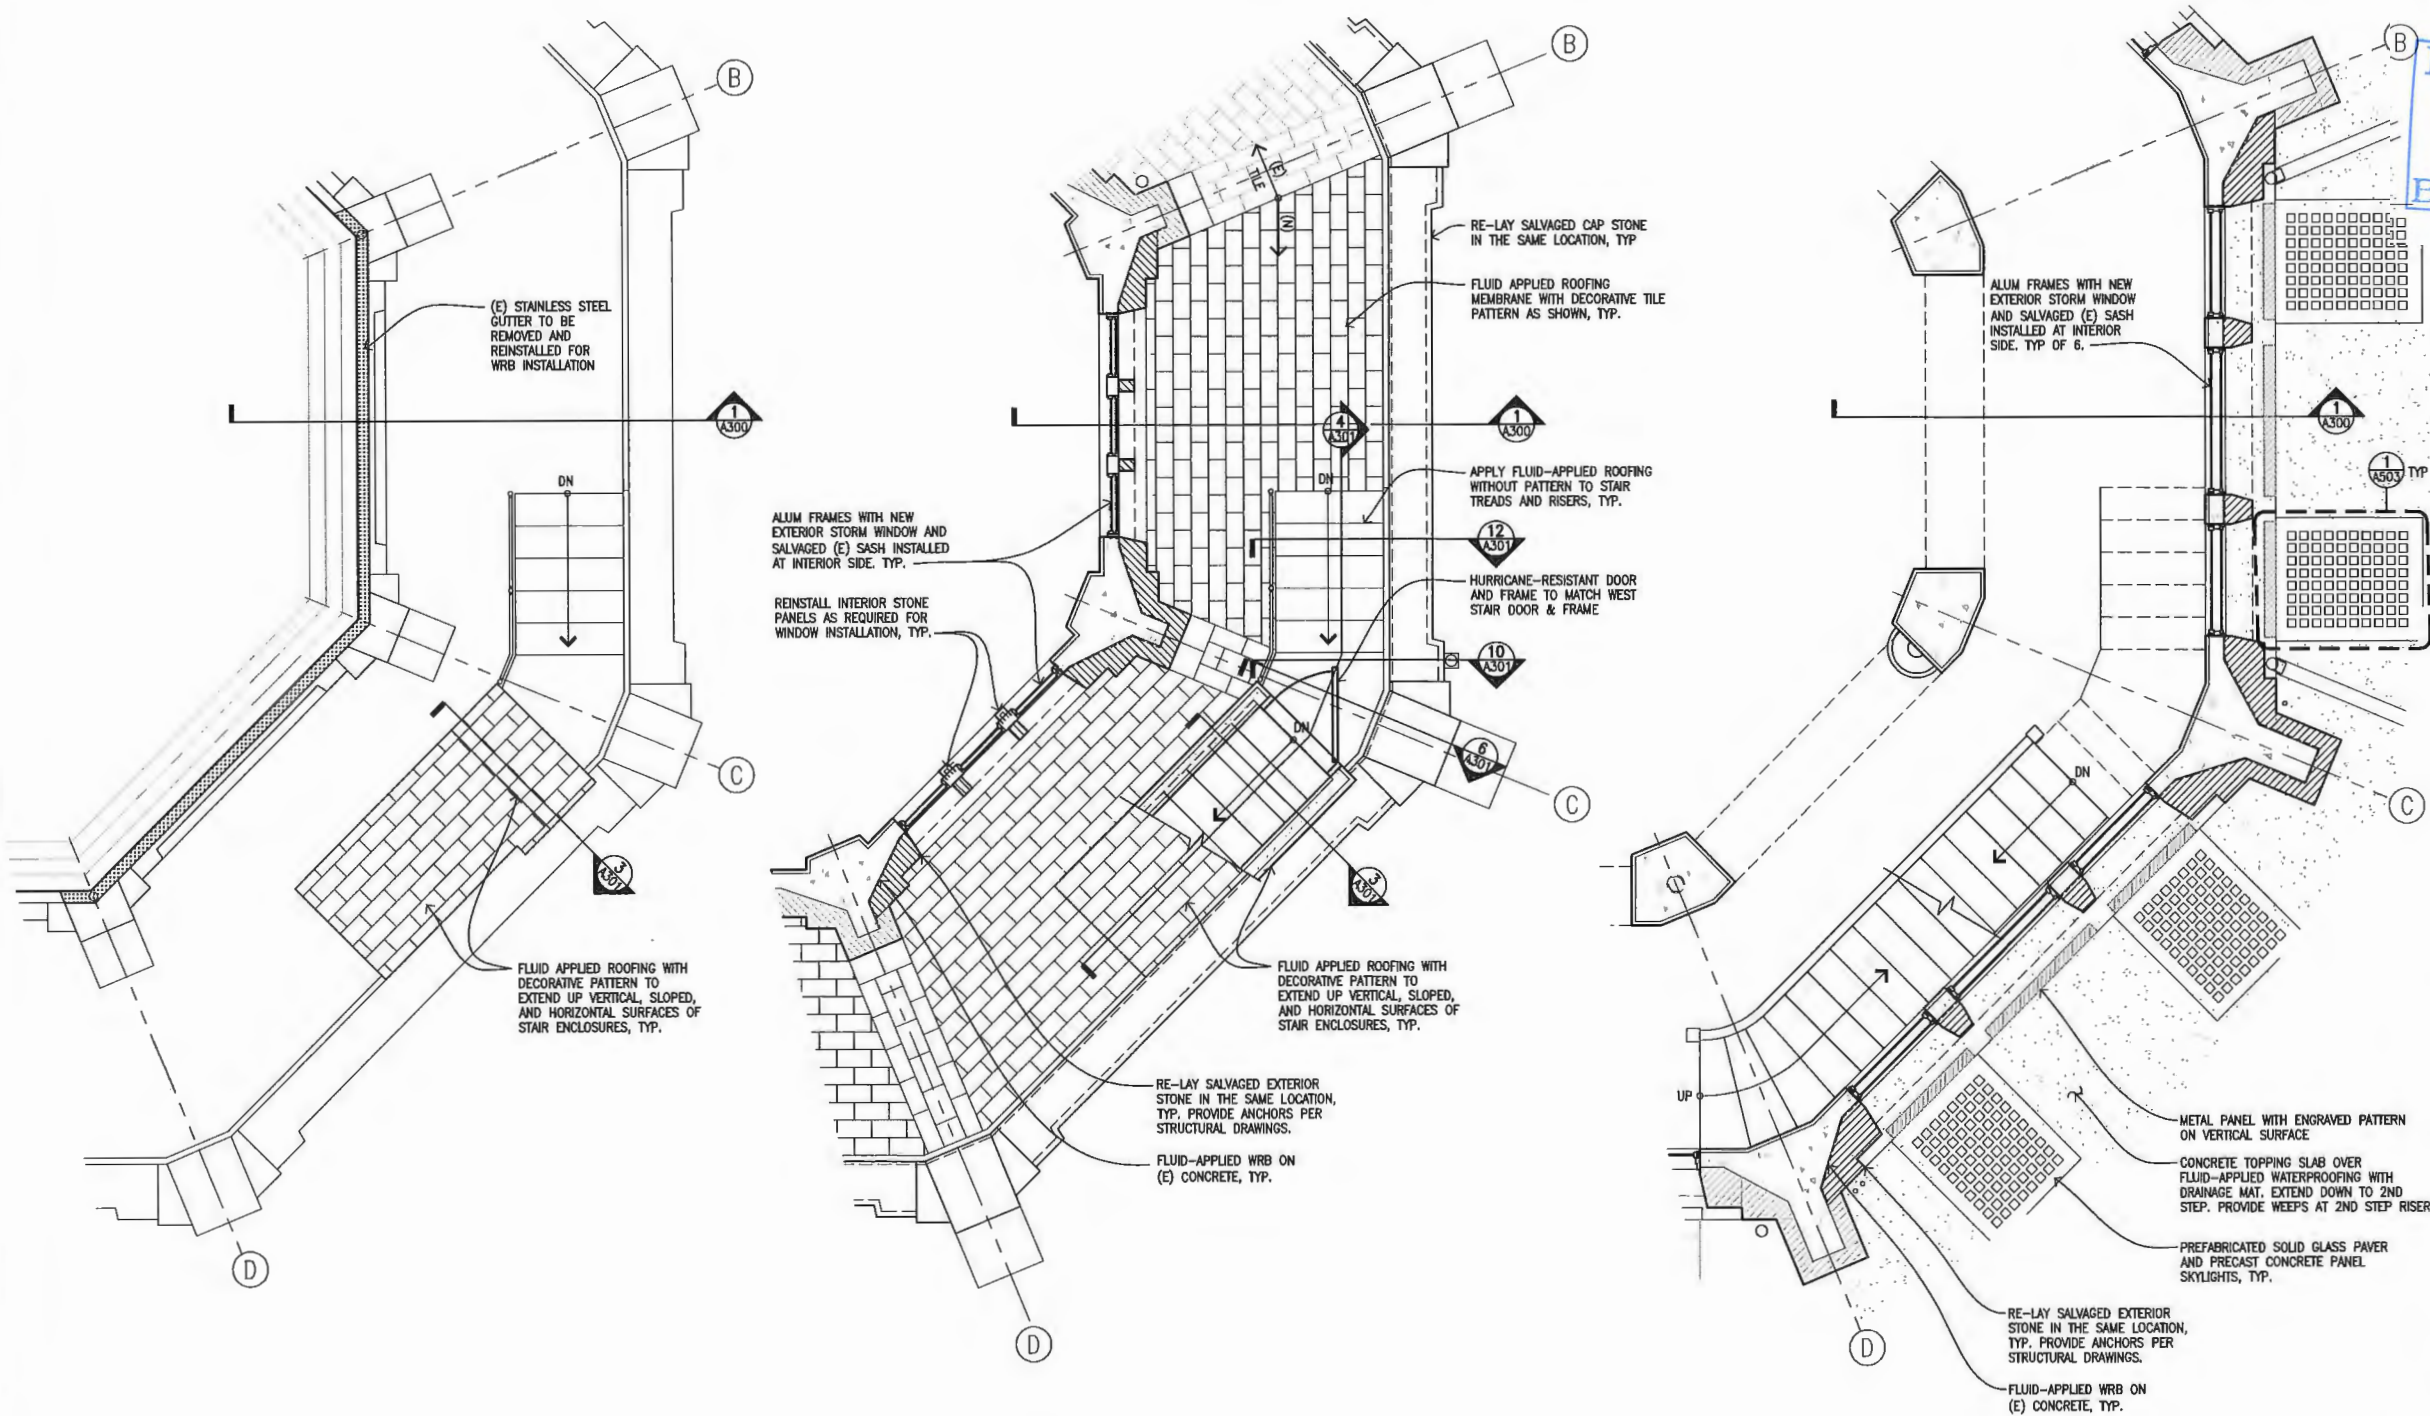 B
(E) STAINLESS STEEL
GUTTER TO BE
REMOVED AND
REINSTALLED FOR
WRB INSTALLATION
1
A300
DN
C
3
A301
FLUID APPLIED ROOFING WITH
DECORATIVE PATTERN TO
EXTEND UP VERTICAL, SLOPED,
AND HORIZONTAL SURFACES OF
STAIR ENCLOSURES, TYP.
D
B
(E)
TILE
(N)
RE-LAY SALVAGED CAP STONE
IN THE SAME LOCATION, TYP
FLUID APPLIED ROOFING
MEMBRANE WITH DECORATIVE TILE
PATTERN AS SHOWN, TYP.
4
A301
1
A300
DN
APPLY FLUID-APPLIED ROOFING
WITHOUT PATTERN TO STAIR
TREADS AND RISERS, TYP.
ALUM FRAMES WITH NEW
EXTERIOR STORM WINDOW AND
SALVAGED (E) SASH INSTALLED
AT INTERIOR SIDE. TYP.
12
A301
HURRICANE-RESISTANT DOOR
AND FRAME TO MATCH WEST
STAIR DOOR & FRAME
REINSTALL INTERIOR STONE
PANELS AS REQUIRED FOR
WINDOW INSTALLATION, TYP.
10
A301
DN
6
A301
C
3
A301
FLUID APPLIED ROOFING WITH
DECORATIVE PATTERN TO
EXTEND UP VERTICAL, SLOPED,
AND HORIZONTAL SURFACES OF
STAIR ENCLOSURES, TYP.
RE-LAY SALVAGED EXTERIOR
STONE IN THE SAME LOCATION,
TYP. PROVIDE ANCHORS PER
STRUCTURAL DRAWINGS.
FLUID-APPLIED WRB ON
(E) CONCRETE, TYP.
D
B
ALUM FRAMES WITH NEW
EXTERIOR STORM WINDOW
AND SALVAGED (E) SASH
INSTALLED AT INTERIOR
SIDE. TYP OF 6.
1
A300
1
A503
TYP
DN
C
UP
METAL PANEL WITH ENGRAVED PATTERN
ON VERTICAL SURFACE
CONCRETE TOPPING SLAB OVER
FLUID-APPLIED WATERPROOFING WITH
DRAINAGE MAT. EXTEND DOWN TO 2ND
STEP. PROVIDE WEEPS AT 2ND STEP RISER
PREFABRICATED SOLID GLASS PAVER
AND PRECAST CONCRETE PANEL
SKYLIGHTS, TYP.
RE-LAY SALVAGED EXTERIOR
STONE IN THE SAME LOCATION,
TYP. PROVIDE ANCHORS PER
STRUCTURAL DRAWINGS.
FLUID-APPLIED WRB ON
(E) CONCRETE, TYP.
D